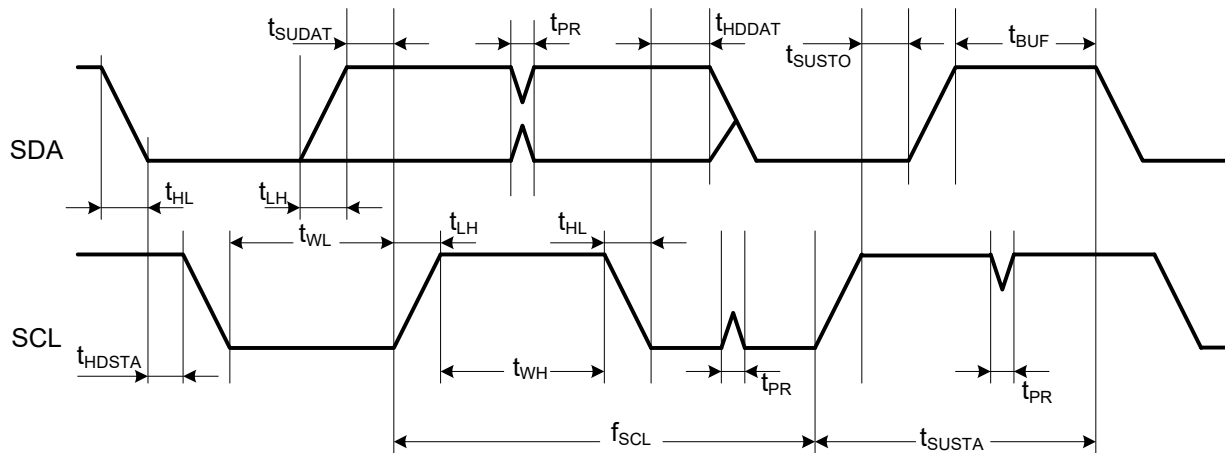 tSUDAT
tPR
tHDDAT
tSUSTO
tBUF
SDA
tHL
tLH
tWL
tLH
tHL
SCL
tHDSTA
tWH
tPR
tPR
fSCL
tSUSTA